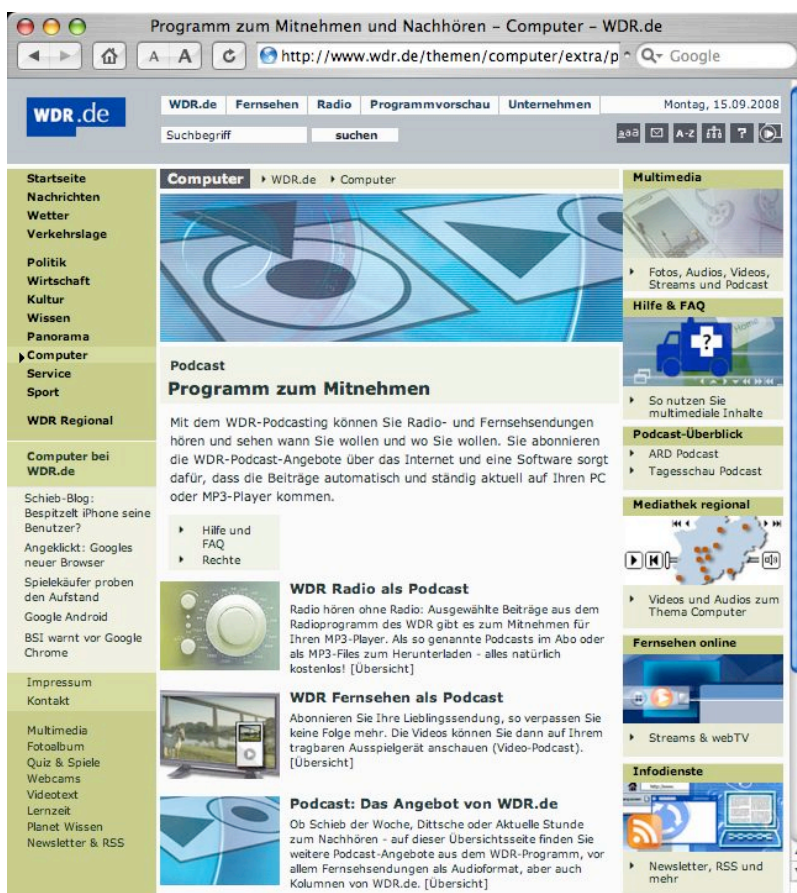 Programm zum Mitnehmen und Nachhören – Computer – WDR.de
A A http://www.wdr.de/themen/computer/extra/p Google
WDR.de
WDR.de Fernsehen Radio Programmvorschau Unternehmen Montag, 15.09.2008
Suchbegriff suchen aaa A-Z ?
Startseite
Nachrichten
Wetter
Verkehrslage
Politik
Wirtschaft
Kultur
Wissen
Panorama
Computer
Service
Sport
WDR Regional
Computer bei
WDR.de
Schieb-Blog:
Bespitzelt iPhone seine
Benutzer?
Angeklickt: Googles
neuer Browser
Spielekäufer proben
den Aufstand
Google Android
BSI warnt vor Google
Chrome
Impressum
Kontakt
Multimedia
Fotoalbum
Quiz & Spiele
Webcams
Videotext
Lernzeit
Planet Wissen
Newsletter & RSS
Computer WDR.de Computer
Podcast
Programm zum Mitnehmen
Mit dem WDR-Podcasting können Sie Radio- und Fernsehsendungen
hören und sehen wann Sie wollen und wo Sie wollen. Sie abonnieren
die WDR-Podcast-Angebote über das Internet und eine Software sorgt
dafür, dass die Beiträge automatisch und ständig aktuell auf Ihren PC
oder MP3-Player kommen.
Hilfe und
FAQ
Rechte
WDR Radio als Podcast
Radio hören ohne Radio: Ausgewählte Beiträge aus dem
Radioprogramm des WDR gibt es zum Mitnehmen für
Ihren MP3-Player. Als so genannte Podcasts im Abo oder
als MP3-Files zum Herunterladen - alles natürlich
kostenlos! [Übersicht]
WDR Fernsehen als Podcast
Abonnieren Sie Ihre Lieblingssendung, so verpassen Sie
keine Folge mehr. Die Videos können Sie dann auf Ihrem
tragbaren Ausspielgerät anschauen (Video-Podcast).
[Übersicht]
Podcast: Das Angebot von WDR.de
Ob Schieb der Woche, Dittsche oder Aktuelle Stunde
zum Nachhören - auf dieser Übersichtsseite finden Sie
weitere Podcast-Angebote aus dem WDR-Programm, vor
allem Fernsehsendungen als Audioformat, aber auch
Kolumnen von WDR.de. [Übersicht]
Multimedia
Fotos, Audios, Videos,
Streams und Podcast
Hilfe & FAQ
Home
?
So nutzen Sie
multimediale Inhalte
Podcast-Überblick
ARD Podcast
Tagesschau Podcast
Mediathek regional
Videos und Audios zum
Thema Computer
Fernsehen online
Streams & webTV
Infodienste
Newsletter, RSS und
mehr